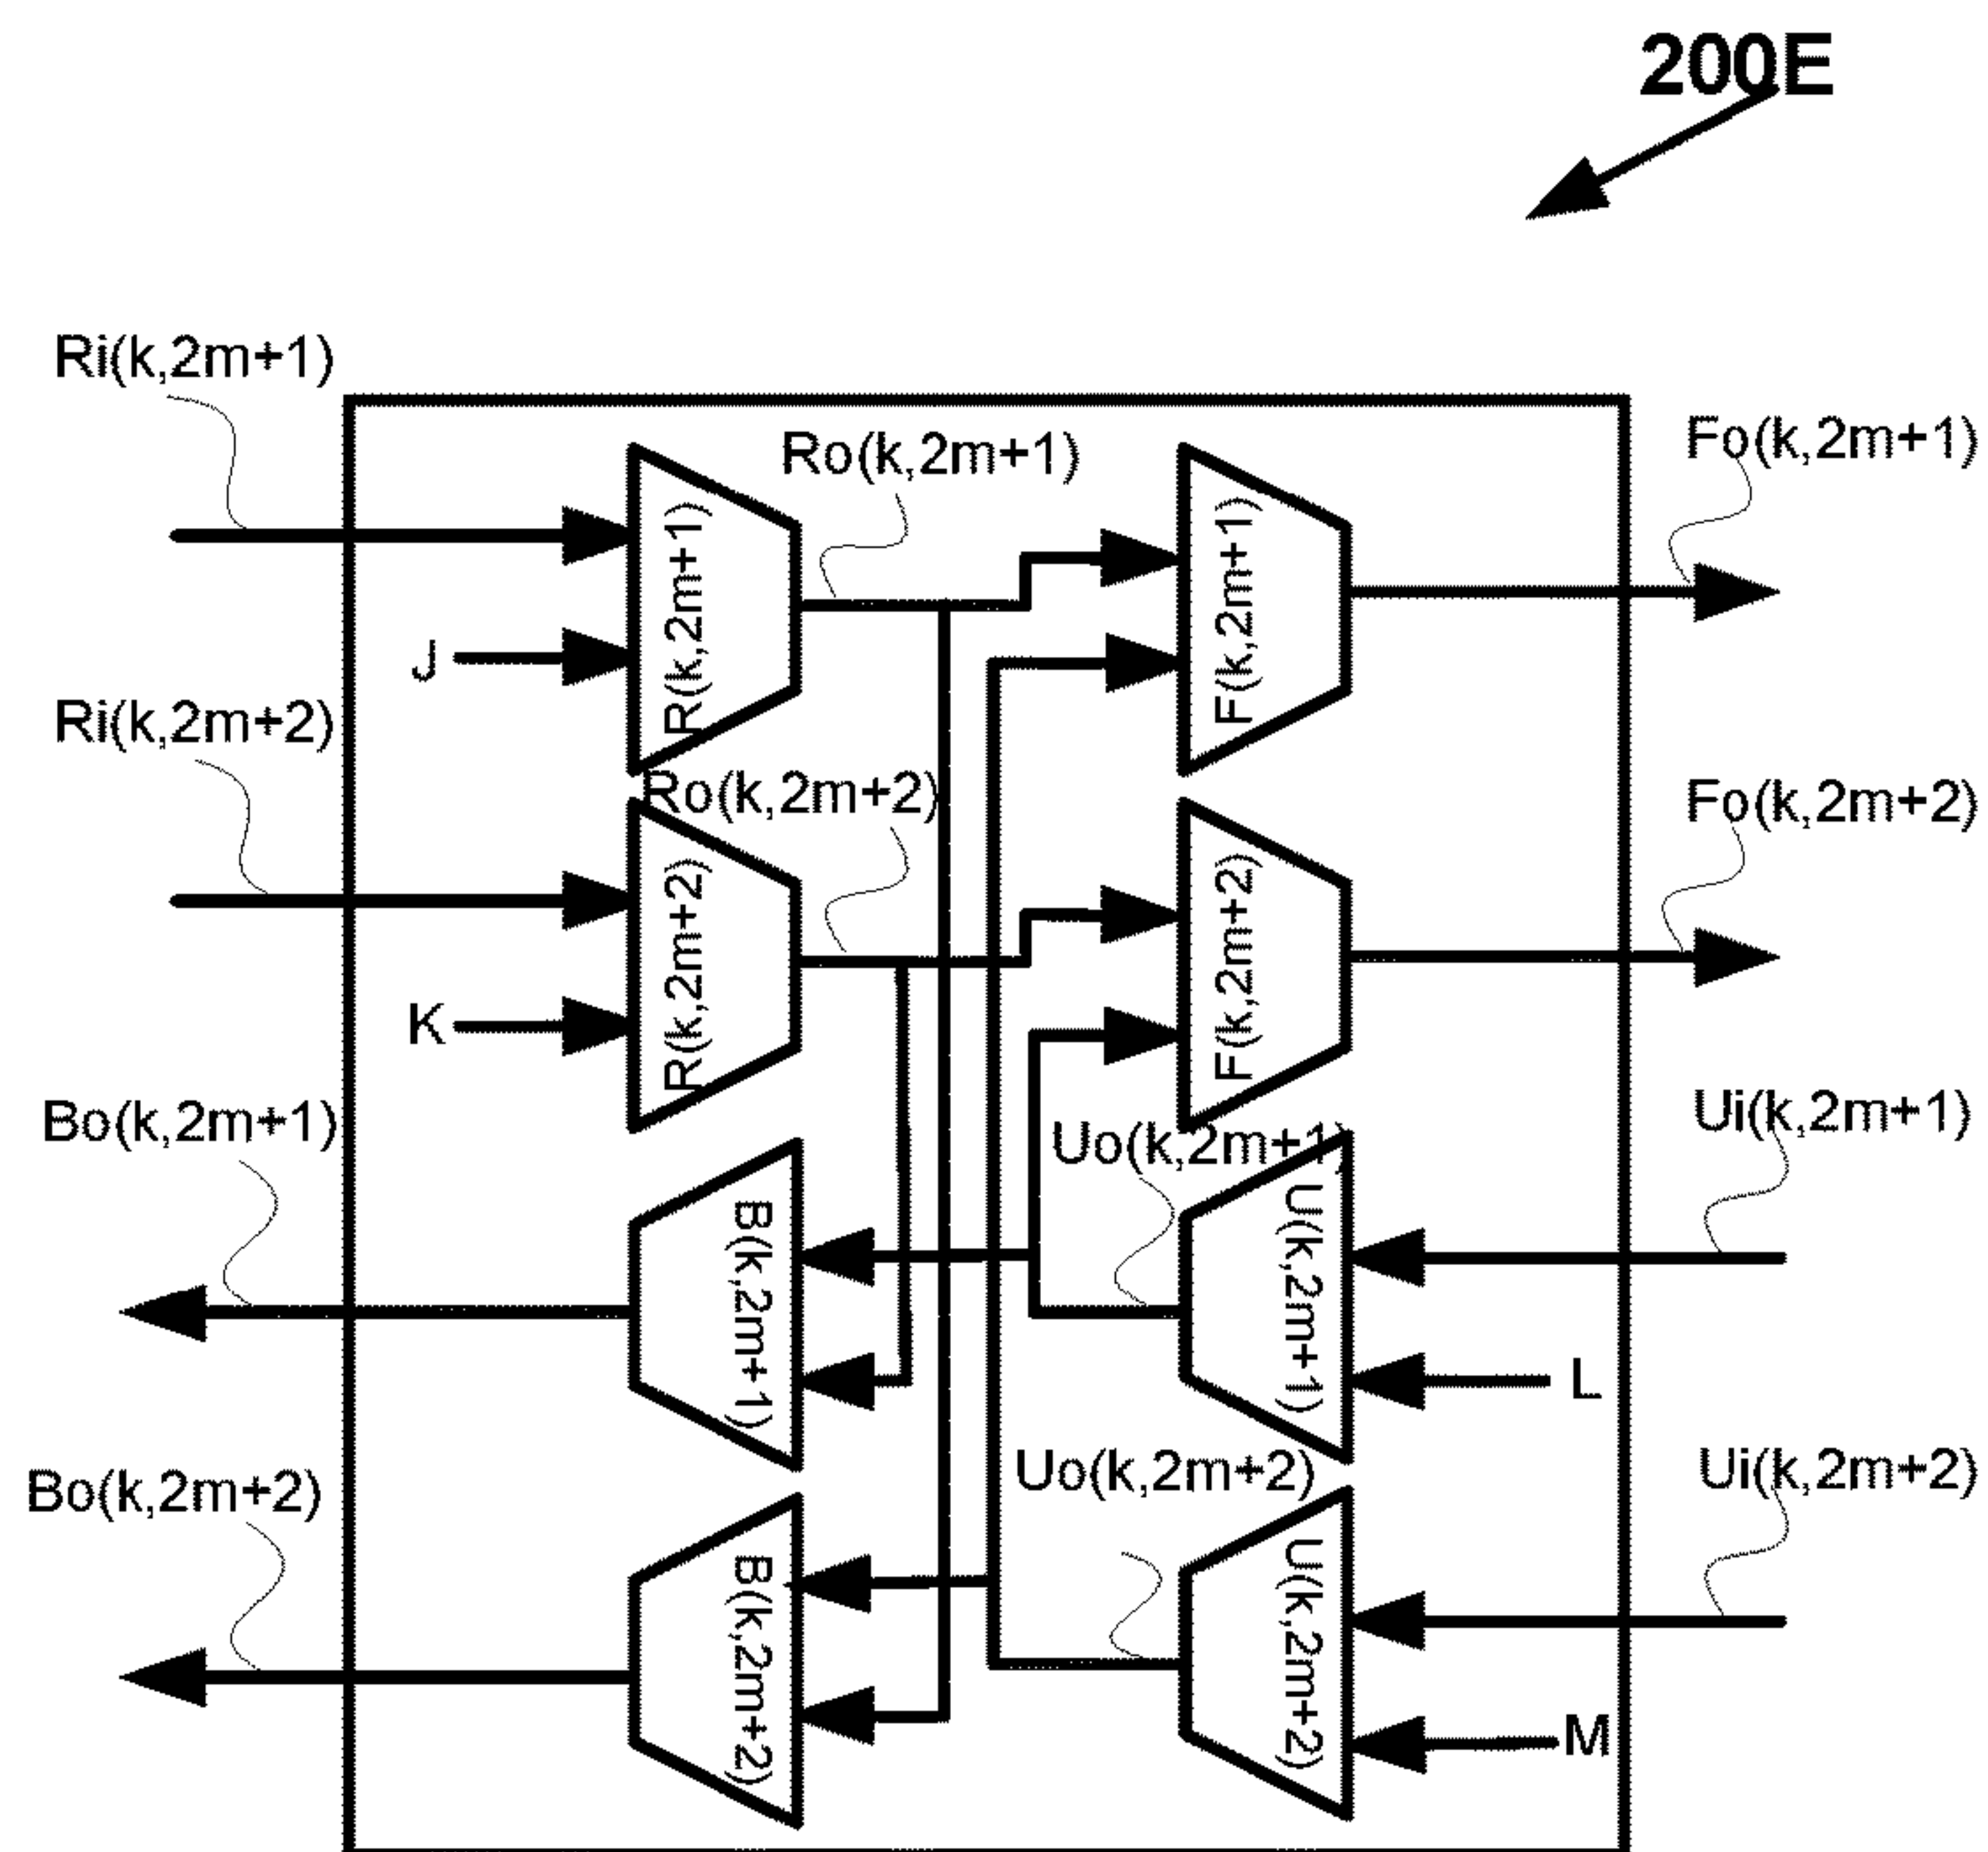 200E
Ri(k,2m+1)
Ro(k,2m+1)
Fo(k,2m+1)
R(k,2m+1)
F(k,2m+1)
J
Ri(k,2m+2)
Ro(k,2m+2)
Fo(k,2m+2)
R(k,2m+2)
F(k,2m+2)
K
Bo(k,2m+1)
Uo(k,2m+1)
Ui(k,2m+1)
B(k,2m+1)
U(k,2m+1)
L
Bo(k,2m+2)
Uo(k,2m+2)
Ui(k,2m+2)
B(k,2m+2)
U(k,2m+2)
M